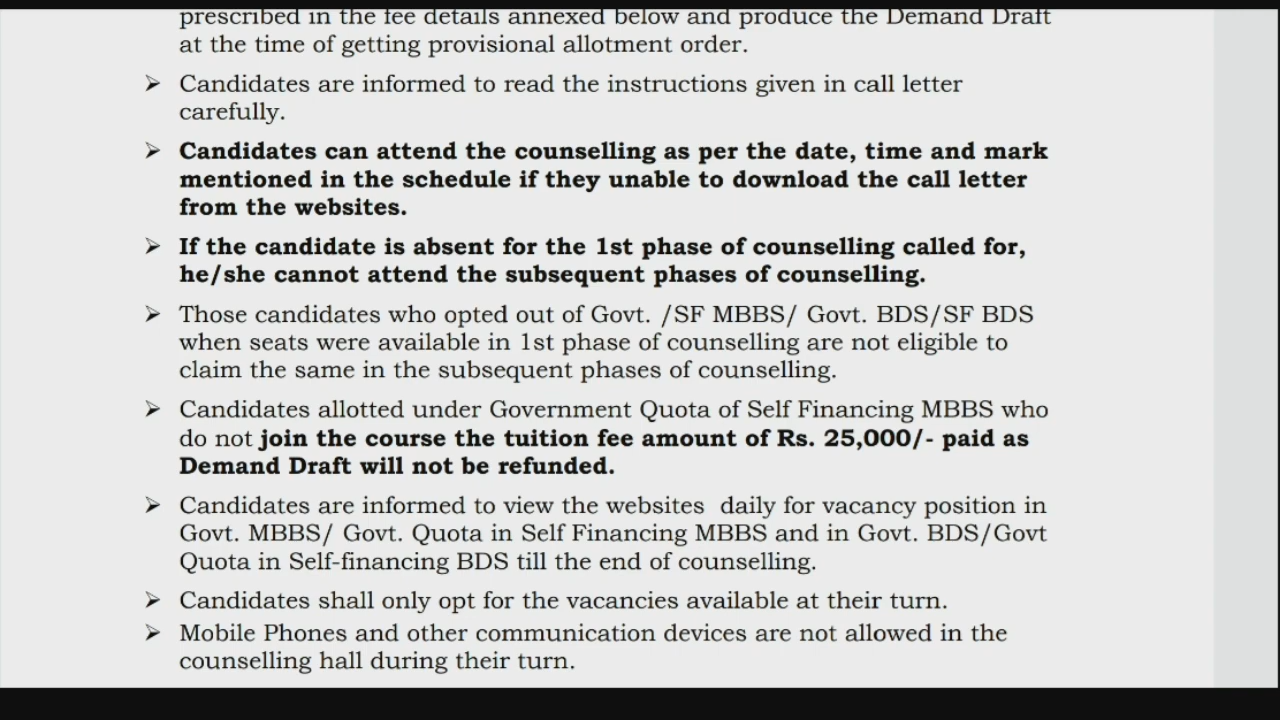 prescribed in the fee details annexed below and produce the Demand Draft
at the time of getting provisional allotment order.
➢ Candidates are informed to read the instructions given in call letter
carefully.
➢ Candidates can attend the counselling as per the date, time and mark
mentioned in the schedule if they unable to download the call letter
from the websites.
➢ If the candidate is absent for the 1st phase of counselling called for,
he/she cannot attend the subsequent phases of counselling.
➢ Those candidates who opted out of Govt. /SF MBBS/ Govt. BDS/SF BDS
when seats were available in 1st phase of counselling are not eligible to
claim the same in the subsequent phases of counselling.
➢ Candidates allotted under Government Quota of Self Financing MBBS who
do not join the course the tuition fee amount of Rs. 25,000/- paid as
Demand Draft will not be refunded.
➢ Candidates are informed to view the websites  daily for vacancy position in
Govt. MBBS/ Govt. Quota in Self Financing MBBS and in Govt. BDS/Govt
Quota in Self-financing BDS till the end of counselling.
➢ Candidates shall only opt for the vacancies available at their turn.
➢ Mobile Phones and other communication devices are not allowed in the
counselling hall during their turn.